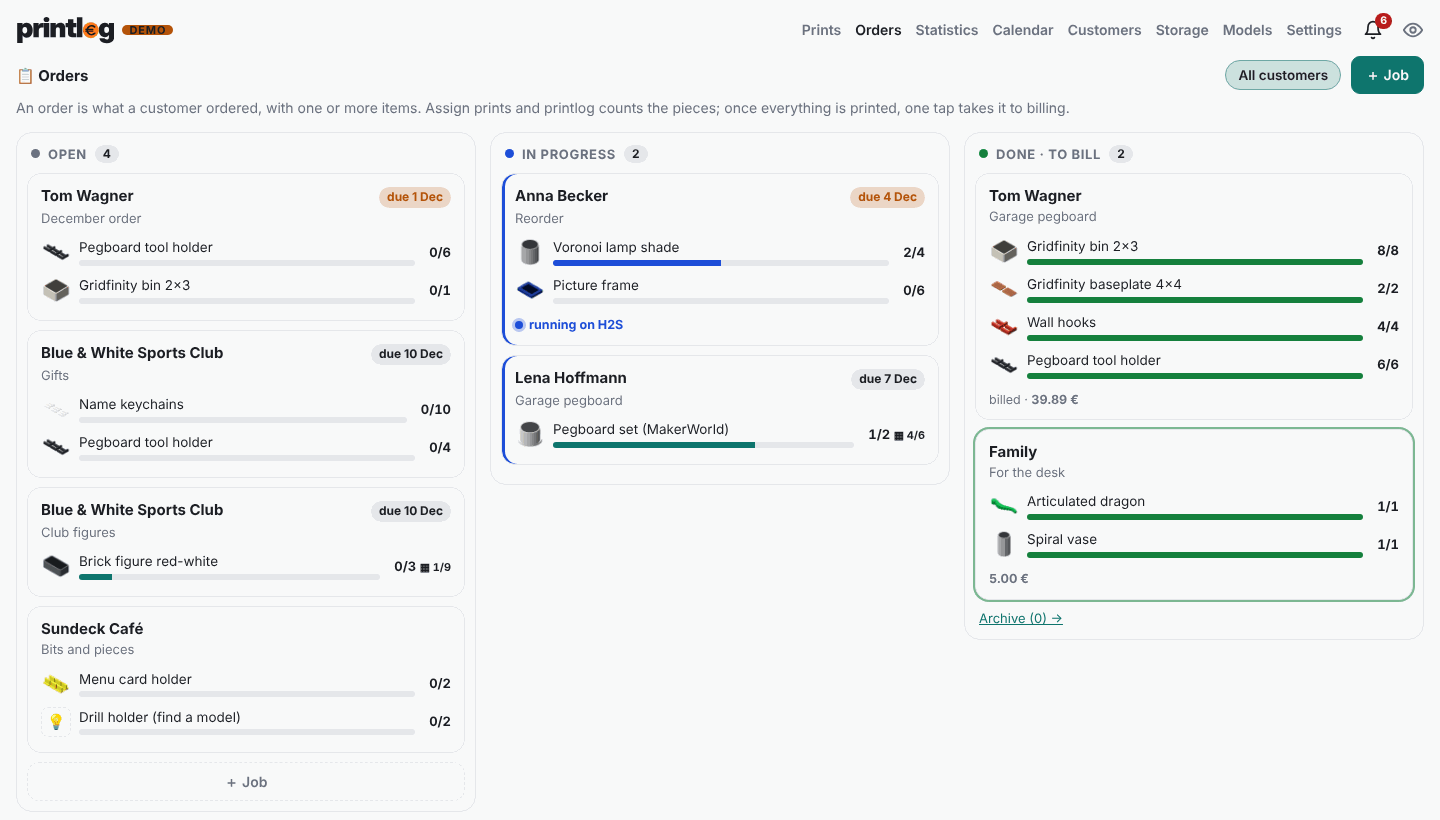 printl€g DEMO
Prints Orders Statistics Calendar Customers Storage Models Settings 6
📋 Orders
All customers
+ Job
An order is what a customer ordered, with one or more items. Assign prints and printlog counts the pieces; once everything is printed, one tap takes it to billing.
OPEN 4
Tom Wagner due 1 Dec
December order
Pegboard tool holder 0/6
Gridfinity bin 2×3 0/1
Blue & White Sports Club due 10 Dec
Gifts
Name keychains 0/10
Pegboard tool holder 0/4
Blue & White Sports Club due 10 Dec
Club figures
Brick figure red-white 0/3 ▦ 1/9
Sundeck Café
Bits and pieces
Menu card holder 0/2
Drill holder (find a model) 0/2
+ Job
IN PROGRESS 2
Anna Becker due 4 Dec
Reorder
Voronoi lamp shade 2/4
Picture frame 0/6
running on H2S
Lena Hoffmann due 7 Dec
Garage pegboard
Pegboard set (MakerWorld) 1/2 ▦ 4/6
DONE · TO BILL 2
Tom Wagner
Garage pegboard
Gridfinity bin 2×3 8/8
Gridfinity baseplate 4×4 2/2
Wall hooks 4/4
Pegboard tool holder 6/6
billed · 39.89 €
Family
For the desk
Articulated dragon 1/1
Spiral vase 1/1
5.00 €
Archive (0) →